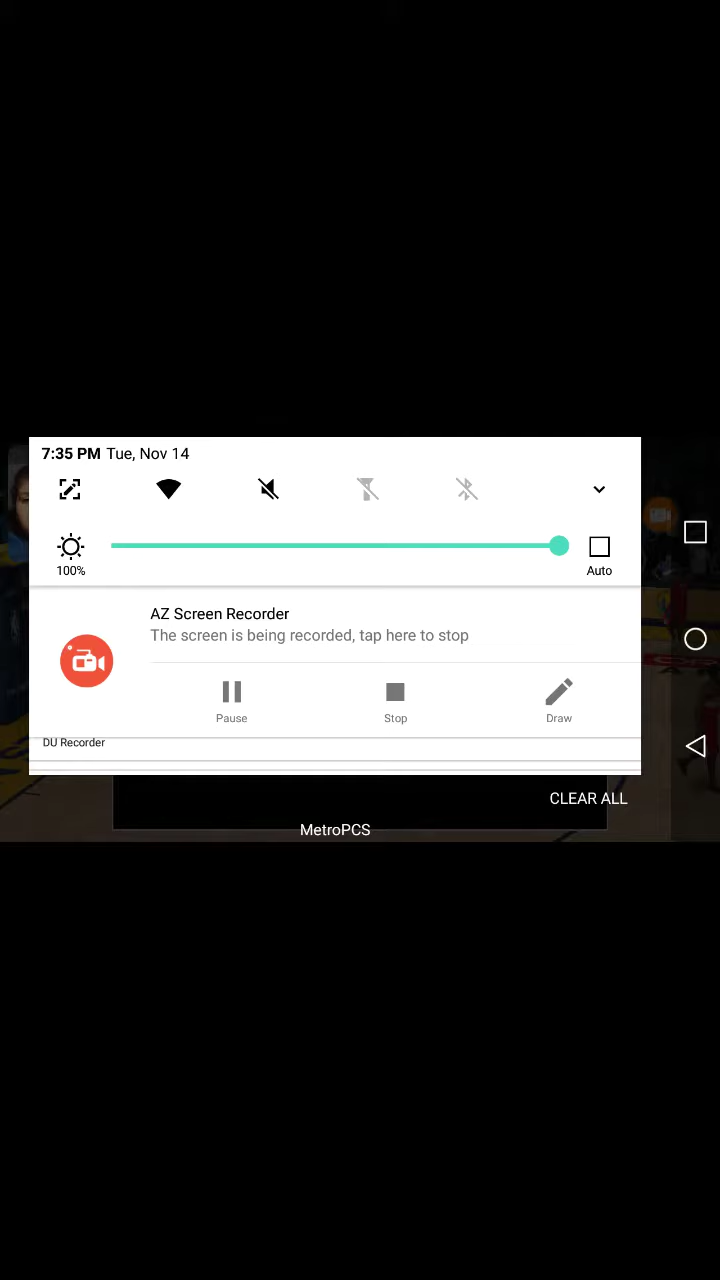 7:35 PM Tue, Nov 14
100%
Auto
AZ Screen Recorder
The screen is being recorded, tap here to stop
Pause Stop Draw
DU Recorder
CLEAR ALL
MetroPCS